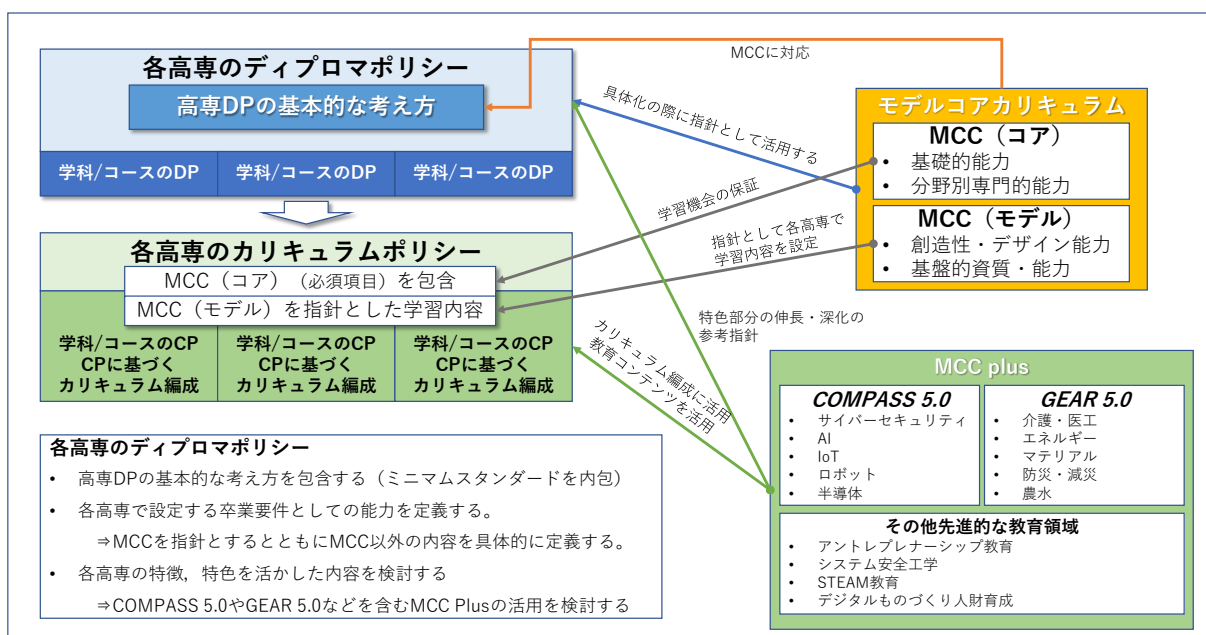 各高専のディプロマポリシー
高専DPの基本的な考え方
学科/コースのDP
学科/コースのDP
学科/コースのDP
各高専のカリキュラムポリシー
MCC（コア）（必須項目）を包含
MCC（モデル）を指針とした学習内容
学科/コースのCP
CPに基づく
カリキュラム編成
学科/コースのCP
CPに基づく
カリキュラム編成
学科/コースのCP
CPに基づく
カリキュラム編成
MCCに対応
具体化の際に指針として活用する
学習機会の保証
指針として各高専で
学習内容を設定
特色部分の伸長・深化の
参考指針
カリキュラム編成に活用
教育コンテンツを活用
モデルコアカリキュラム
MCC（コア）
• 基礎的能力
• 分野別専門的能力
MCC（モデル）
• 創造性・デザイン能力
• 基盤的資質・能力
MCC plus
COMPASS 5.0
• サイバーセキュリティ
• AI
• IoT
• ロボット
• 半導体
GEAR 5.0
• 介護・医工
• エネルギー
• マテリアル
• 防災・減災
• 農水
その他先進的な教育領域
• アントレプレナーシップ教育
• システム安全工学
• STEAM教育
• デジタルものづくり人財育成
各高専のディプロマポリシー
• 高専DPの基本的な考え方を包含する（ミニマムスタンダードを内包）
• 各高専で設定する卒業要件としての能力を定義する。
⇒MCCを指針とするとともにMCC以外の内容を具体的に定義する。
• 各高専の特徴，特色を活かした内容を検討する
⇒COMPASS 5.0やGEAR 5.0などを含むMCC Plusの活用を検討する